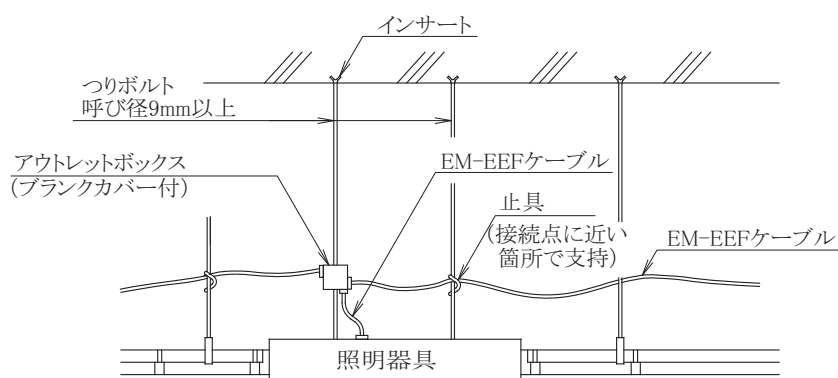 インサート
つりボルト
呼び径9mm以上
アウトレットボックス
(ブランクカバー付)
EM-EEFケーブル
止具
(接続点に近い
箇所で支持)
EM-EEFケーブル
照明器具